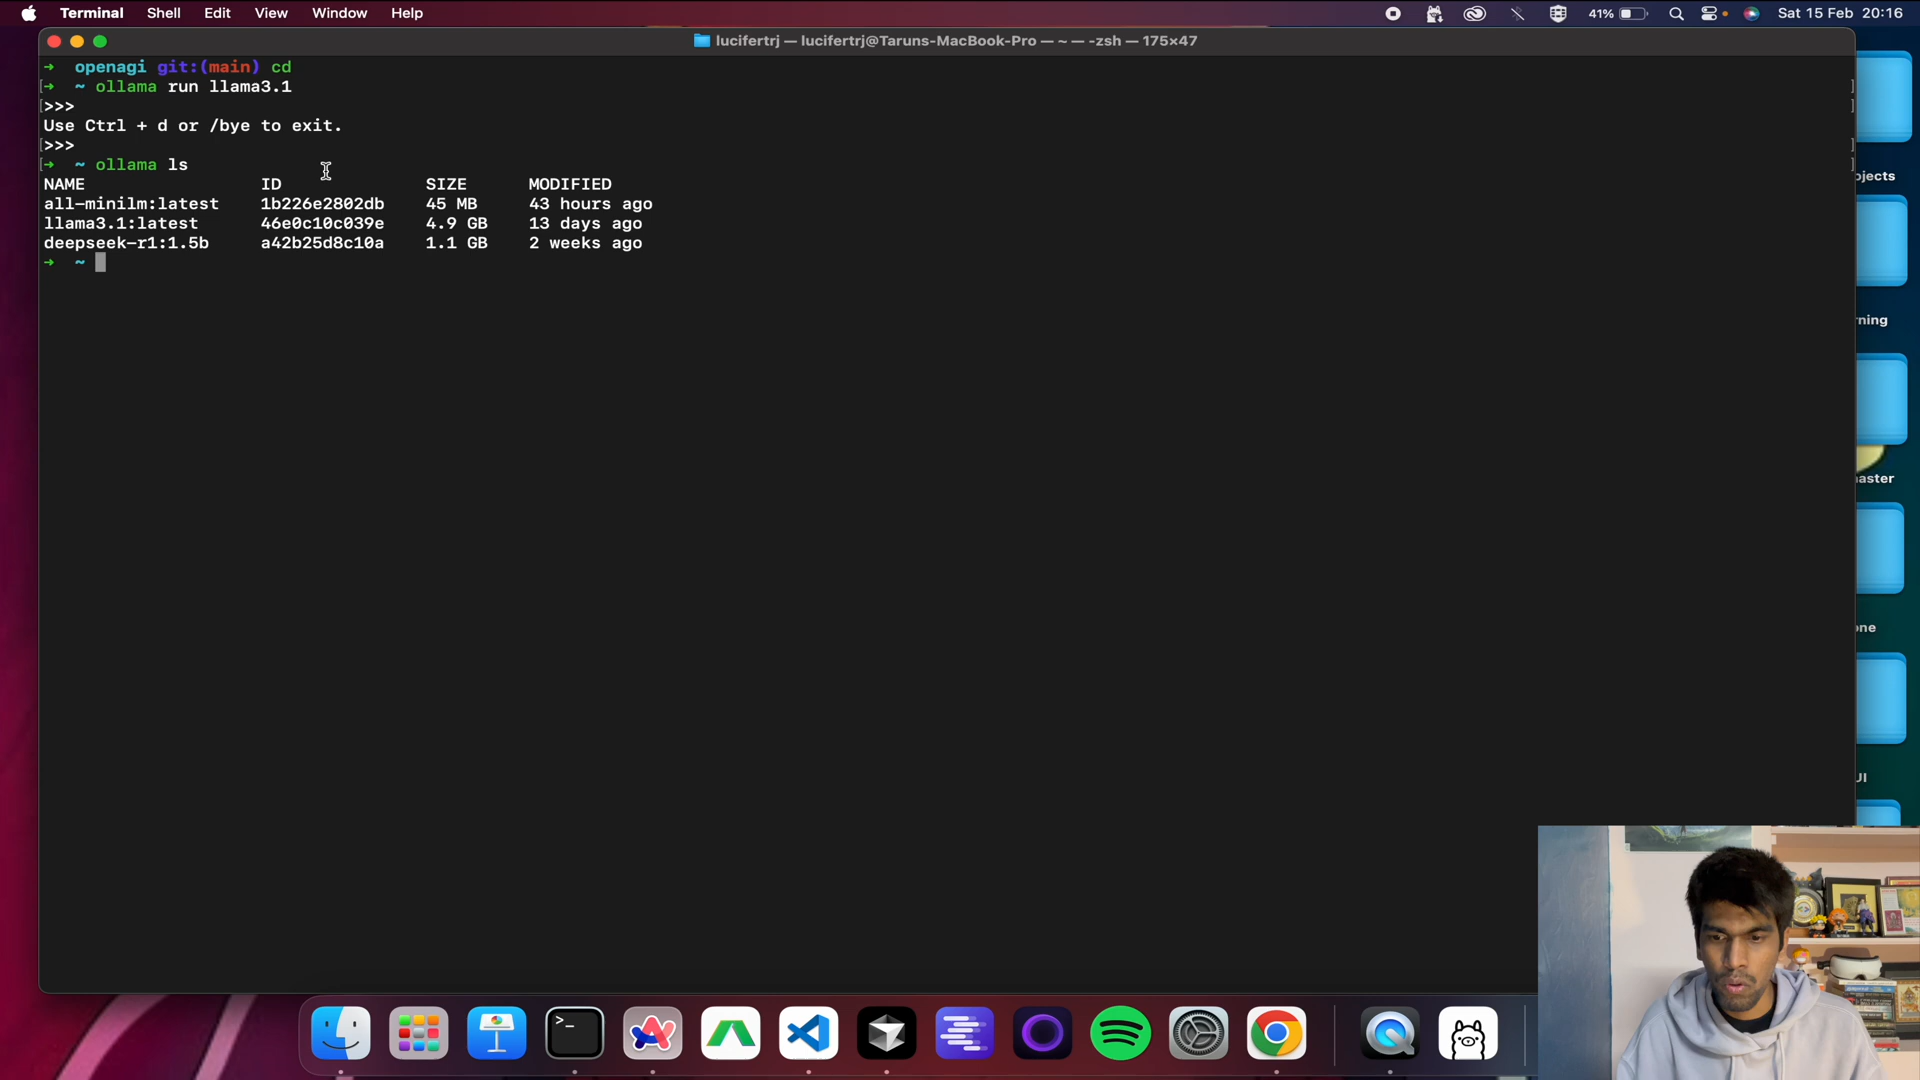 Terminal Shell Edit View Window Help 41% Sat 15 Feb 20:16
lucifertrj — lucifertrj@Taruns-MacBook-Pro — ~ — -zsh — 175×47
➜ openagi git:(main) cd
[➜ ~ ollama run llama3.1 ]
[>>> ]
Use Ctrl + d or /bye to exit.
[>>> ]
[➜ ~ ollama ls ]
NAME ID SIZE MODIFIED
all-minilm:latest 1b226e2802db 45 MB 43 hours ago
llama3.1:latest 46e0c10c039e 4.9 GB 13 days ago
deepseek-r1:1.5b a42b25d8c10a 1.1 GB 2 weeks ago
➜ ~
ojects
rning
naster
one
UI
>_